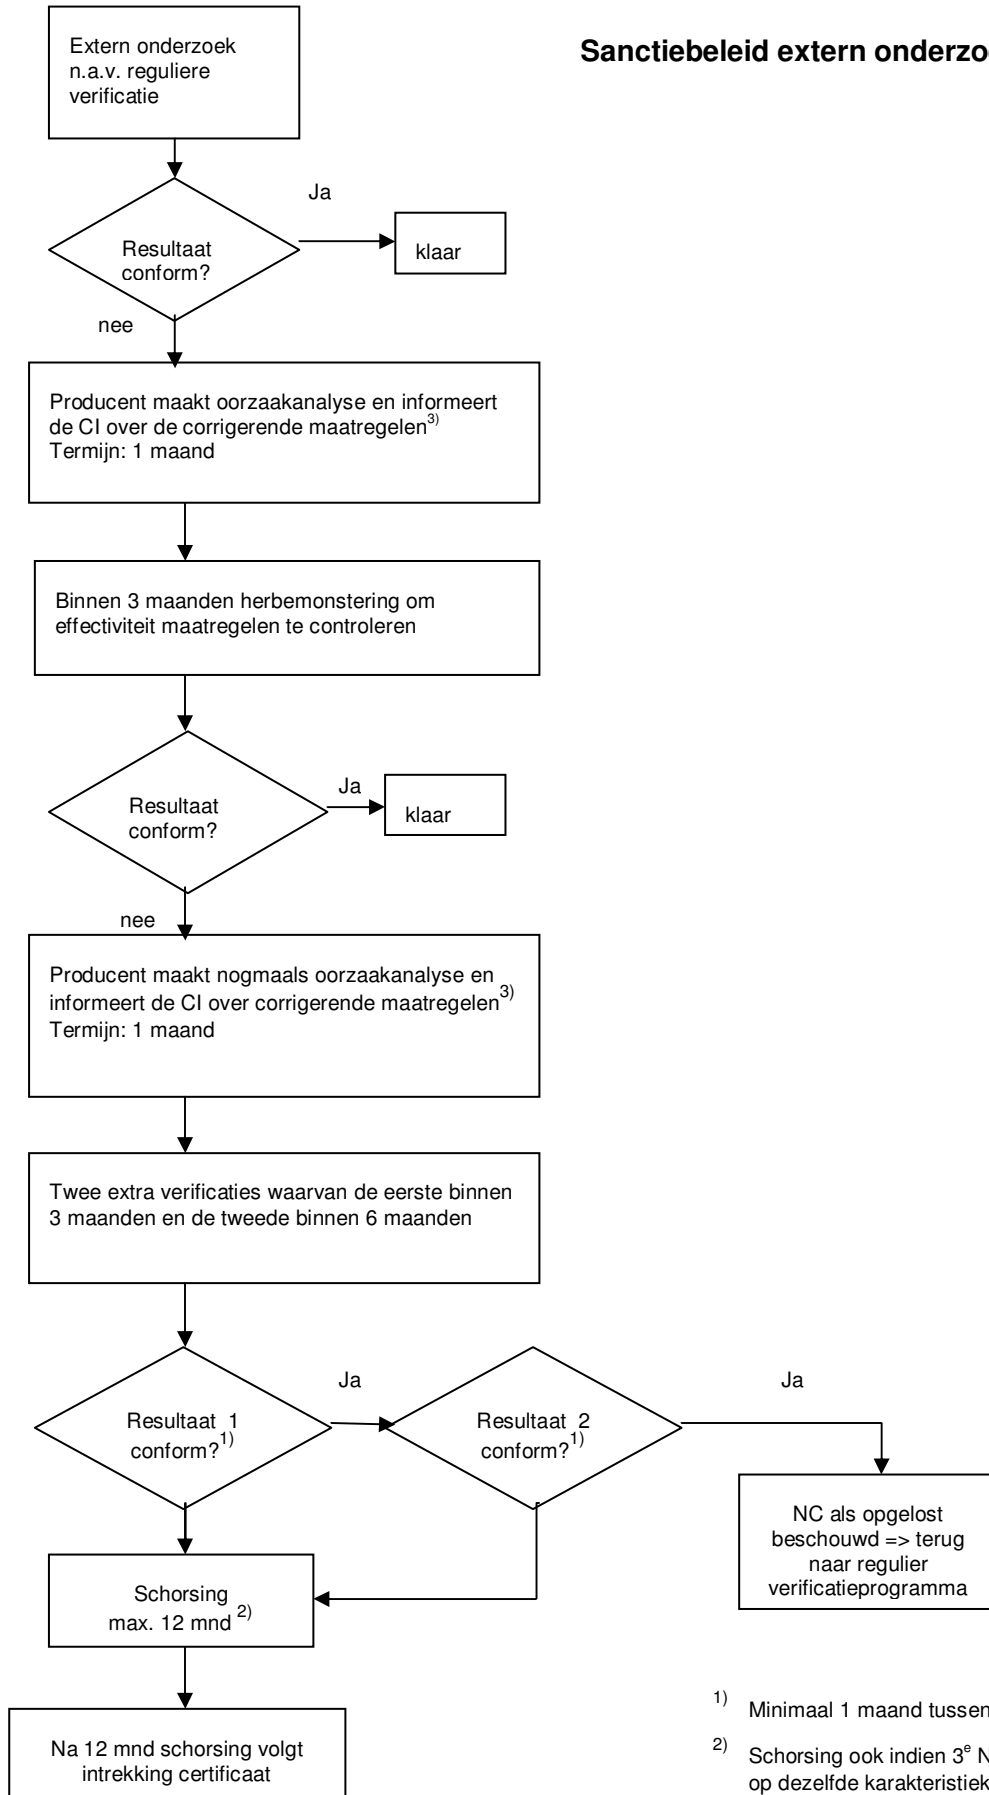 Sanctiebeleid extern onderzo
Extern onderzoek
n.a.v. reguliere
verificatie
Ja
Resultaat
conform?
klaar
nee
Producent maakt oorzaakanalyse en informeert
de CI over de corrigerende maatregelen3)
Termijn: 1 maand
Binnen 3 maanden herbemonstering om
effectiviteit maatregelen te controleren
Ja
Resultaat
conform?
klaar
nee
Producent maakt nogmaals oorzaakanalyse en
informeert de CI over corrigerende maatregelen3)
Termijn: 1 maand
Twee extra verificaties waarvan de eerste binnen
3 maanden en de tweede binnen 6 maanden
Ja
Ja
Resultaat 1
conform?1)
Resultaat 2
conform?1)
NC als opgelost
beschouwd => terug
naar regulier
verificatieprogramma
Schorsing
max. 12 mnd 2)
Na 12 mnd schorsing volgt
intrekking certificaat
1) Minimaal 1 maand tussen
2) Schorsing ook indien 3e N
op dezelfde karakteristiek